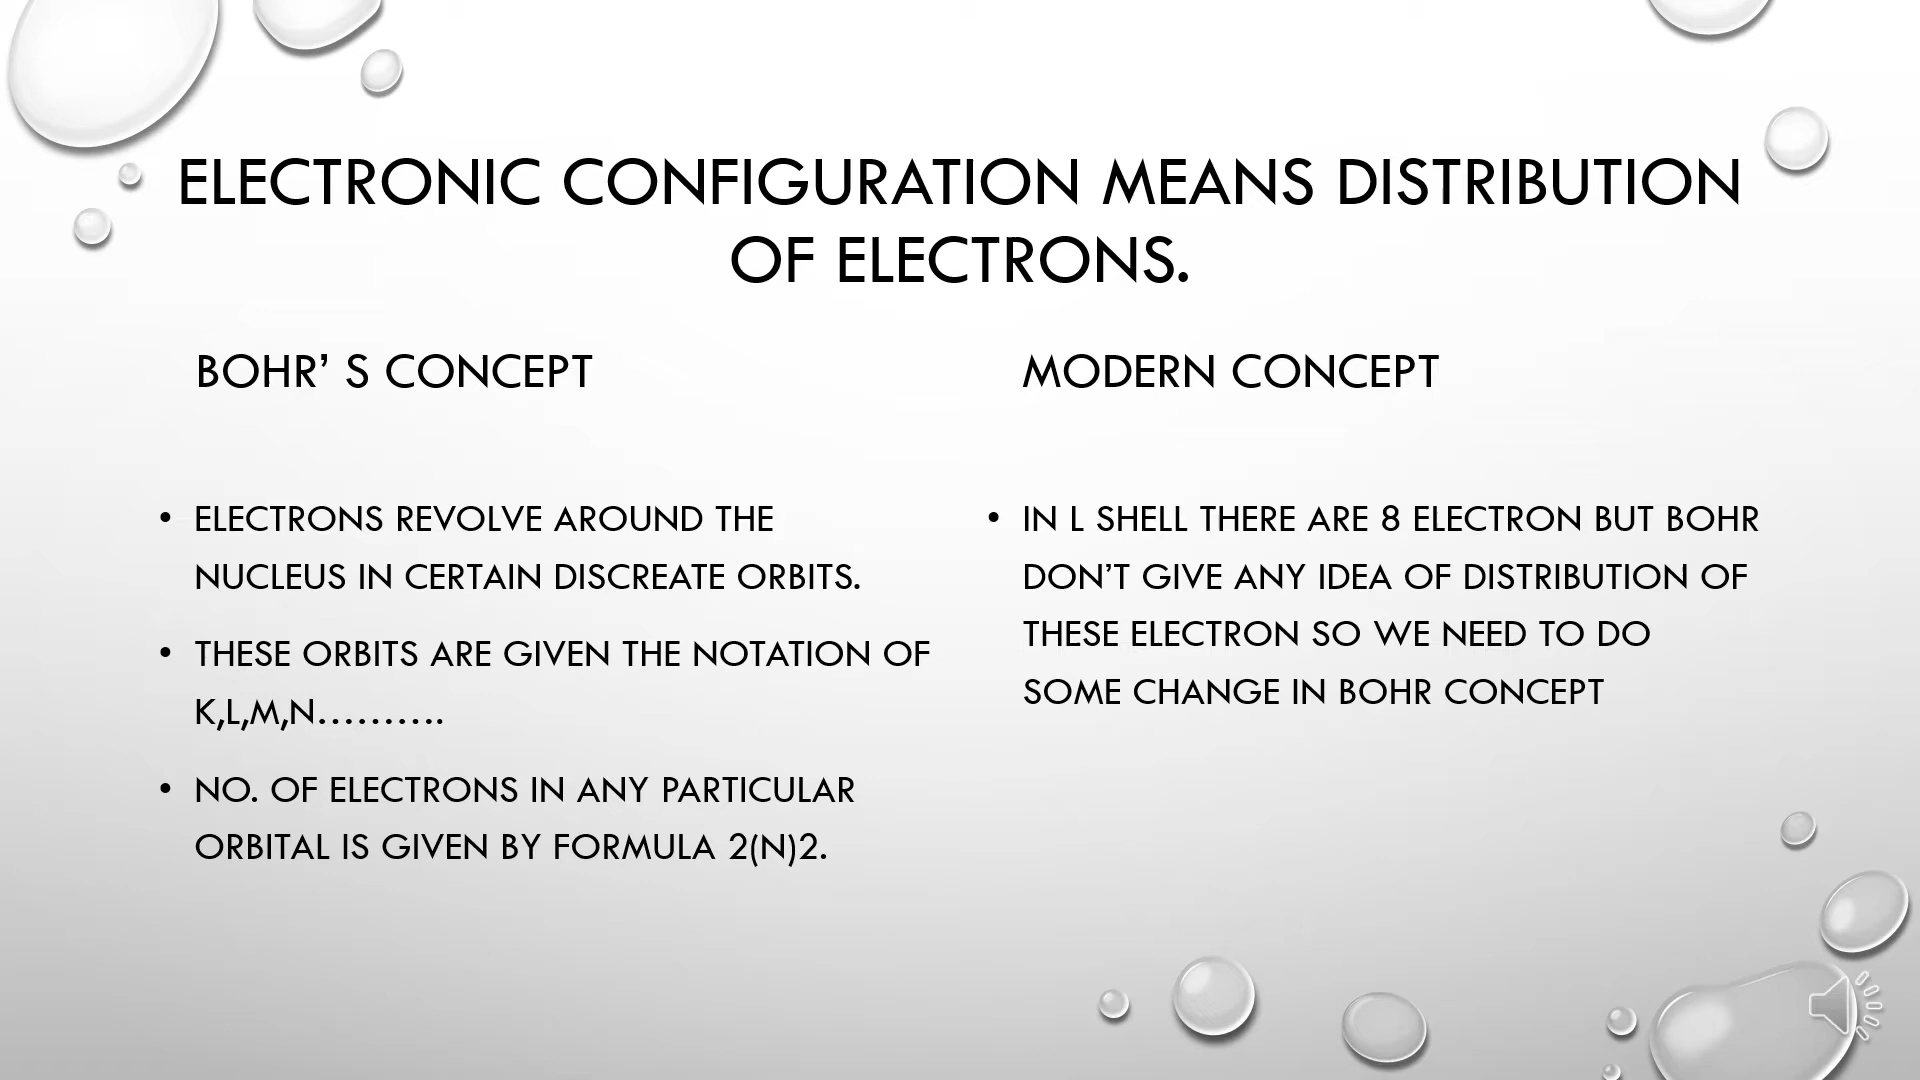 ELECTRONIC CONFIGURATION MEANS DISTRIBUTION
OF ELECTRONS.
BOHR’ S CONCEPT
• ELECTRONS REVOLVE AROUND THE
NUCLEUS IN CERTAIN DISCREATE ORBITS.
• THESE ORBITS ARE GIVEN THE NOTATION OF
K,L,M,N……….
• NO. OF ELECTRONS IN ANY PARTICULAR
ORBITAL IS GIVEN BY FORMULA 2(N)2.
MODERN CONCEPT
• IN L SHELL THERE ARE 8 ELECTRON BUT BOHR
DON’T GIVE ANY IDEA OF DISTRIBUTION OF
THESE ELECTRON SO WE NEED TO DO
SOME CHANGE IN BOHR CONCEPT